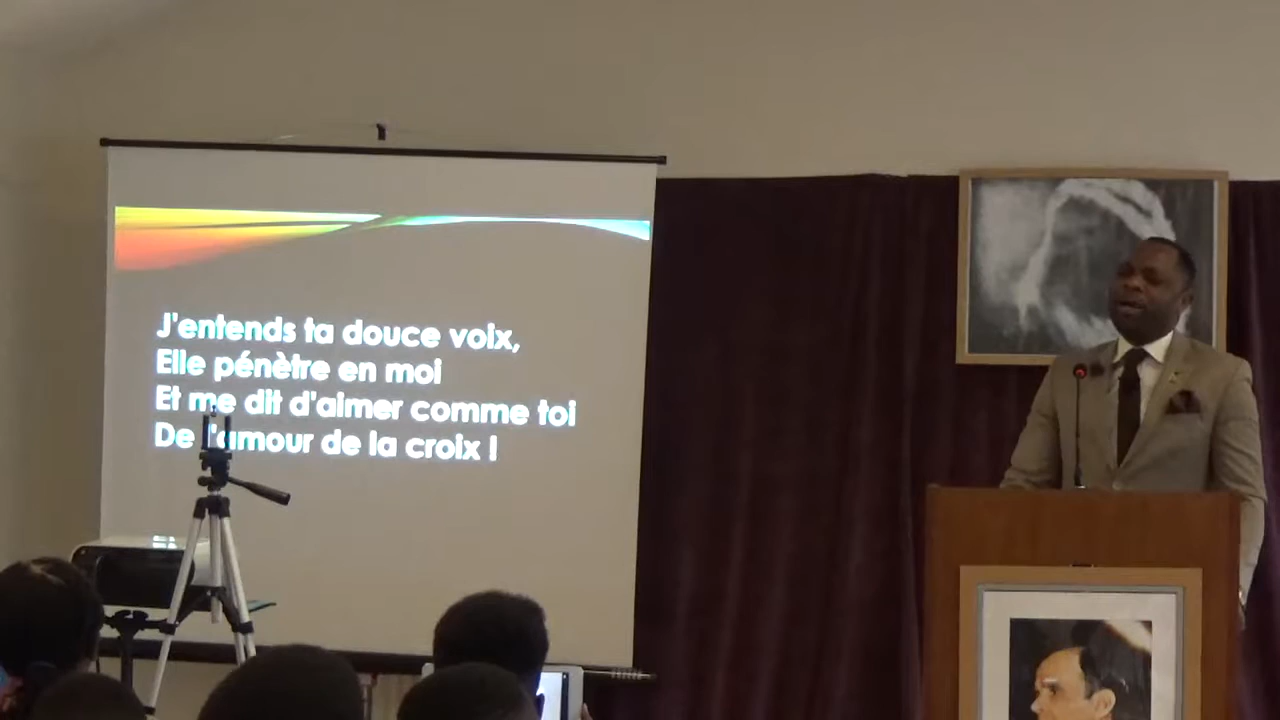 J'entends ta douce voix,
Elle pénètre en moi
Et me dit d'aimer comme toi
De l'amour de la croix !